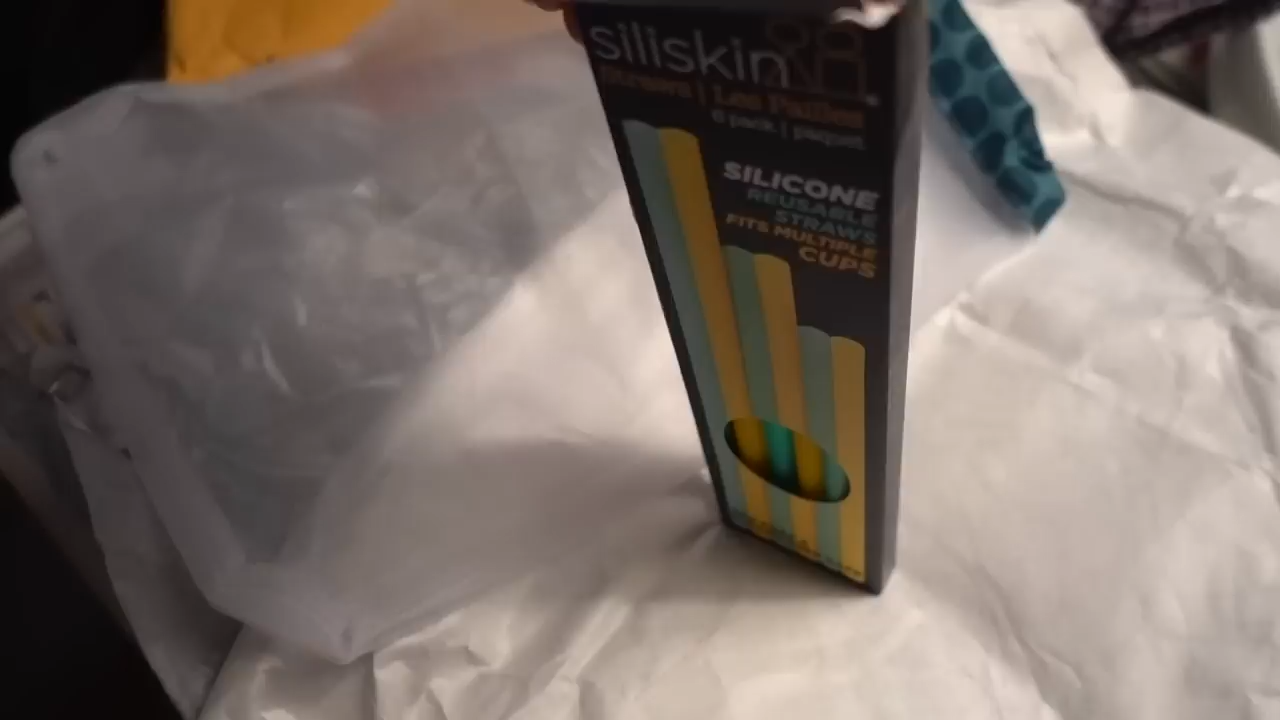 siliskin
Straws | Les Pailles
6 pack | paquet
SILICONE
REUSABLE
STRAWS
FITS MULTIPLE
CUPS